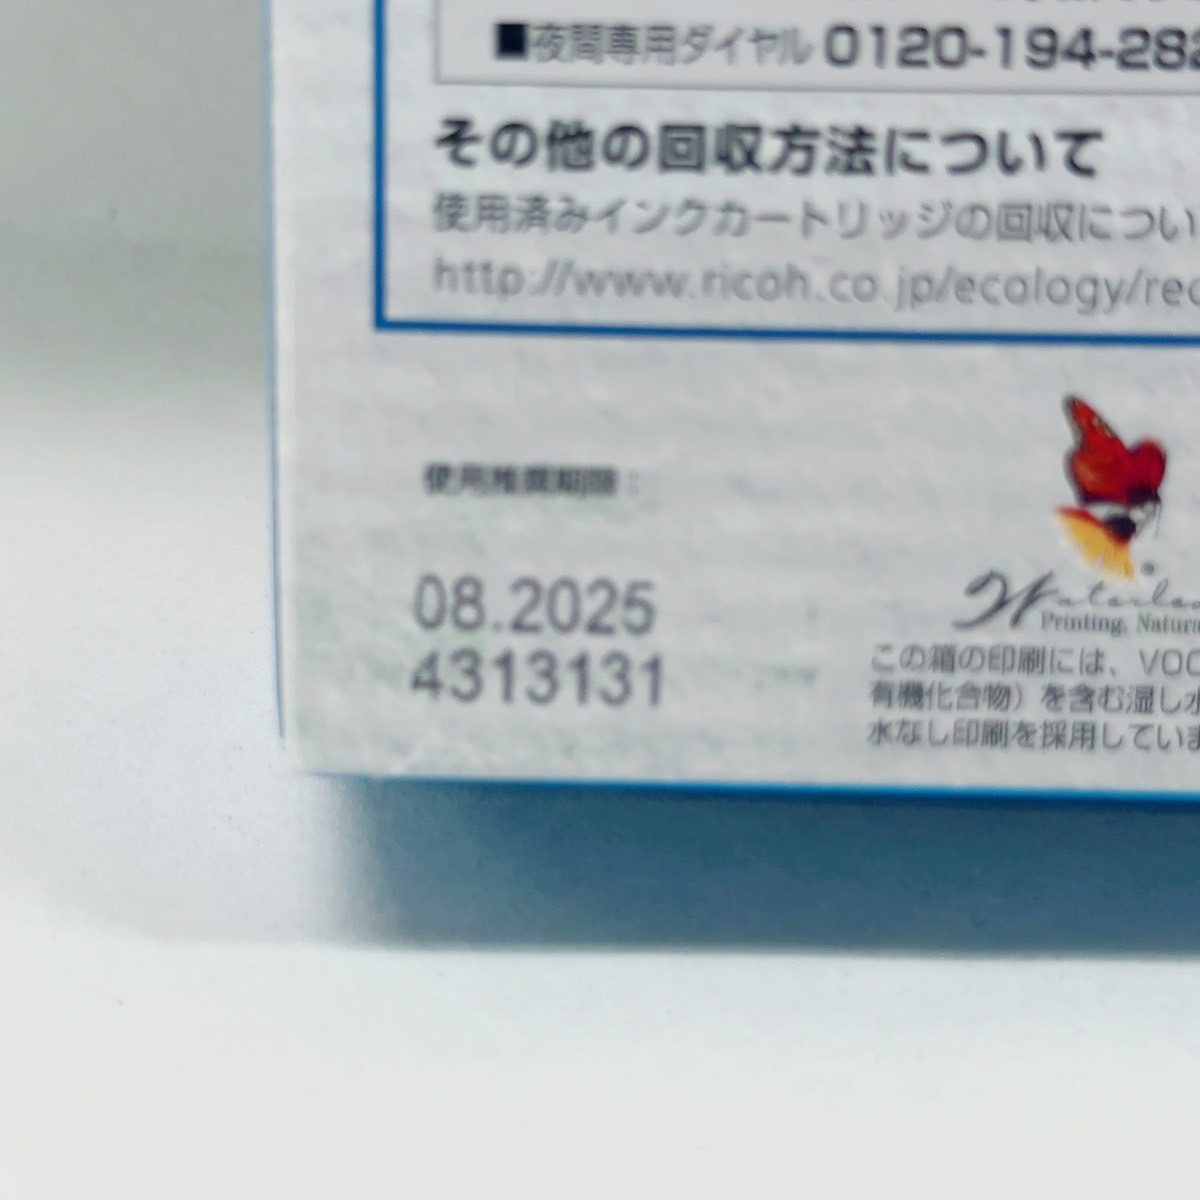 ■夜間専用ダイヤル 0120-194-282
その他の回収方法について
使用済みインクカートリッジの回収につい
http://www.ricoh.co.jp/ecology/rec
使用推奨期限:
08.2025
4313131
Printing, Natura
この箱の印刷には、VOC
有機化合物）を含む湿し水
水なし印刷を採用していま